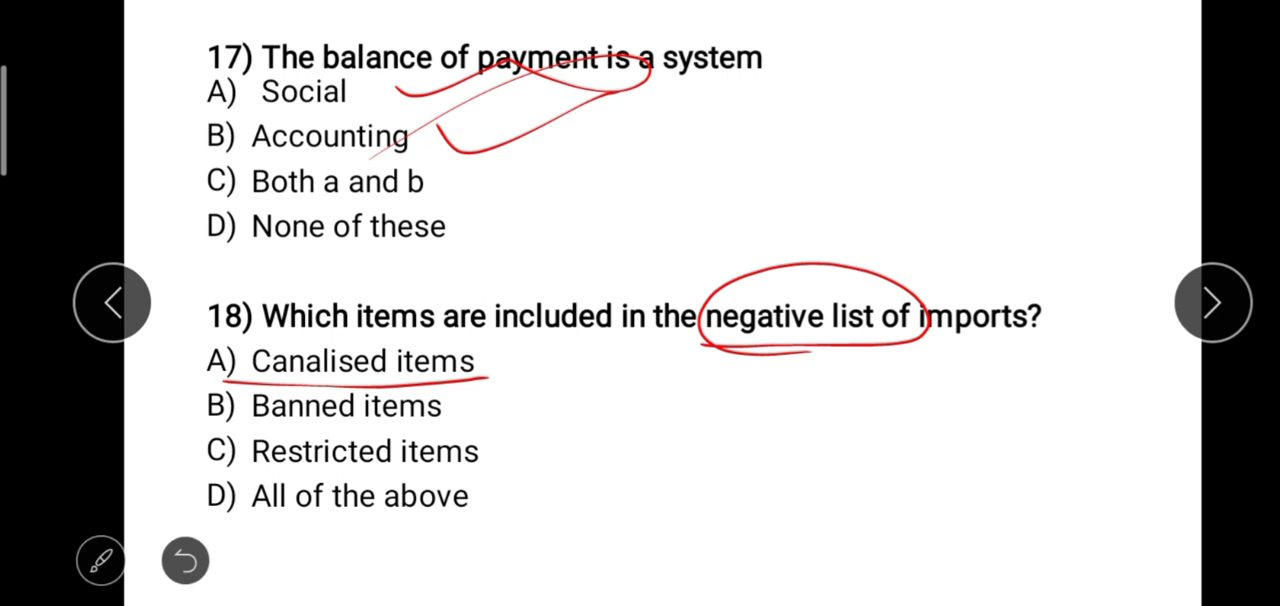 17) The balance of payment is a system
A) Social
B) Accounting
C) Both a and b
D) None of these
18) Which items are included in the negative list of imports?
A) Canalised items
B) Banned items
C) Restricted items
D) All of the above